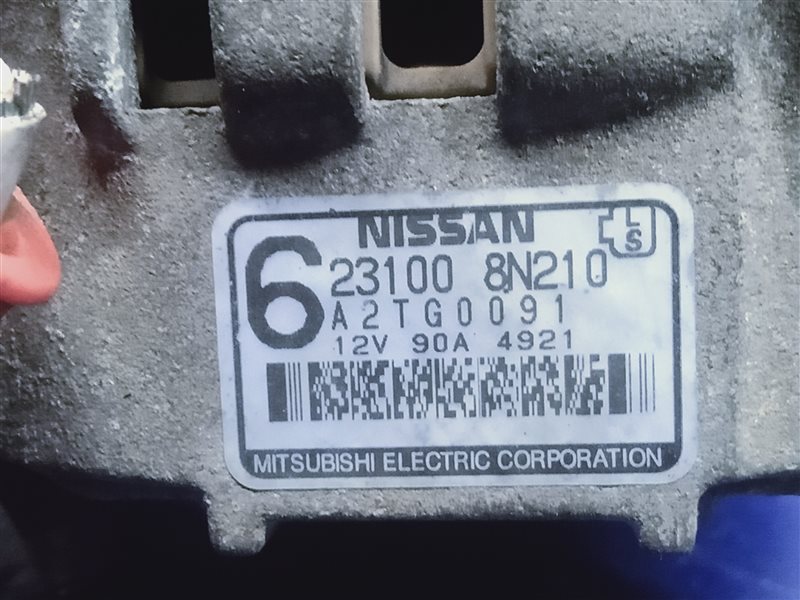 NISSAN
L
S
6
23100 8N210
A2TG0091
12V 90A 4921
MITSUBISHI ELECTRIC CORPORATION